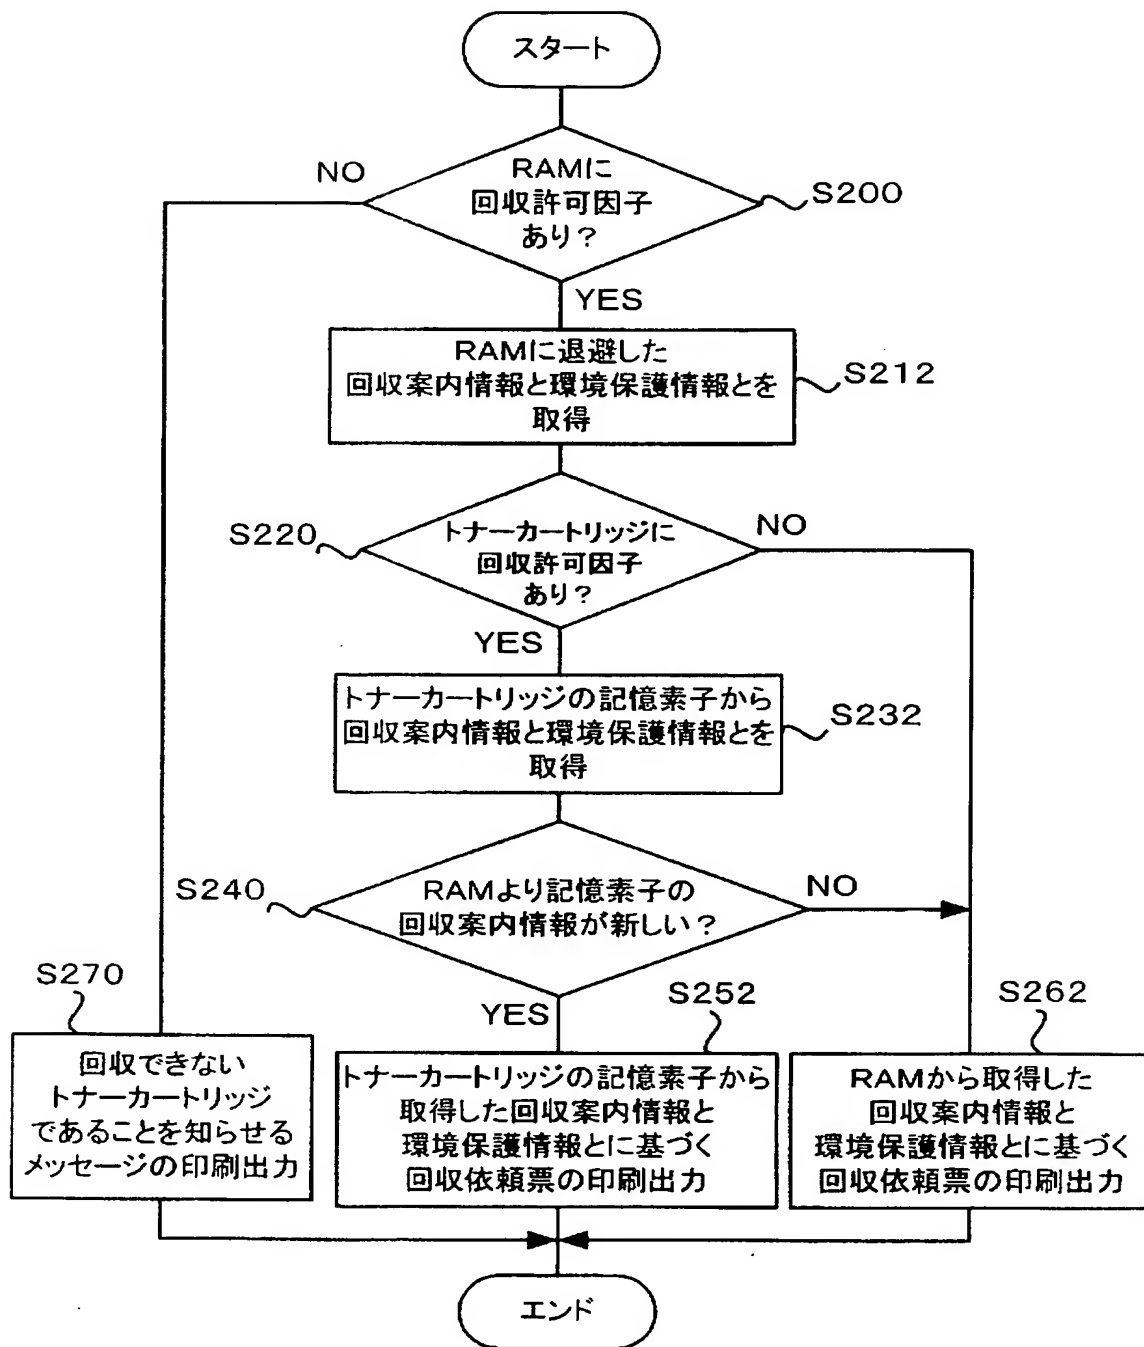 スタート
RAMに
回収許可因子
あり?
NO
S200
YES
RAMに退避した
回収案内情報と環境保護情報とを
取得
S212
S220
トナーカートリッジに
回収許可因子
あり?
NO
YES
トナーカートリッジの記憶素子から
回収案内情報と環境保護情報とを
取得
S232
S240
RAMより記憶素子の
回収案内情報が新しい?
NO
YES
S270
回収できない
トナーカートリッジ
であることを知らせる
メッセージの印刷出力
S252
トナーカートリッジの記憶素子から
取得した回収案内情報と
環境保護情報とに基づく
回収依頼票の印刷出力
S262
RAMから取得した
回収案内情報と
環境保護情報とに基づく
回収依頼票の印刷出力
エンド